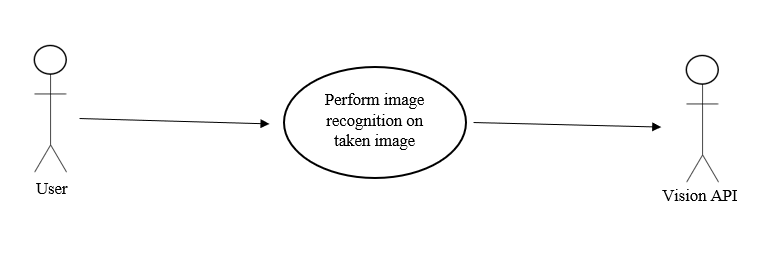 Perform image
recognition on
taken image
User
Vision API